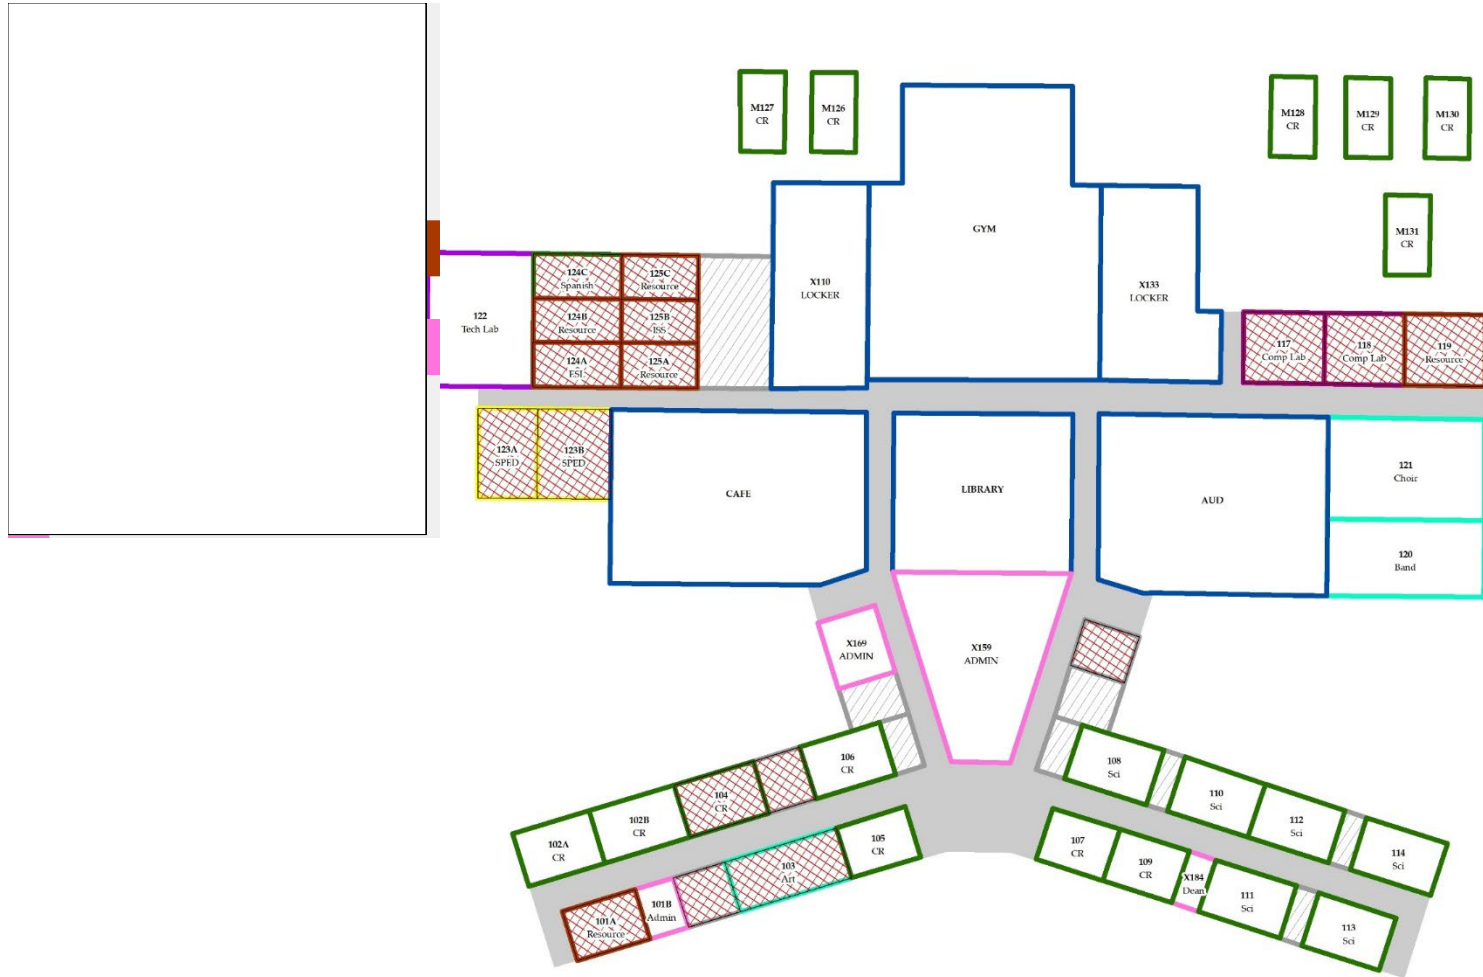 M127
CR
M126
CR
M128
CR
M129
CR
M130
CR
M131
CR
GYM
X110
LOCKER
X133
LOCKER
122
Tech Lab
124C
Spanish
125C
Resource
124B
Resource
125B
ISS
124A
ESL
125A
Resource
117
Comp Lab
118
Comp Lab
119
Resource
123A
SPED
123B
SPED
CAFE
LIBRARY
AUD
121
Choir
120
Band
X169
ADMIN
X159
ADMIN
106
CR
104
CR
102B
CR
102A
CR
105
CR
103
Art
101B
Admin
101A
Resource
108
Sci
110
Sci
112
Sci
114
Sci
107
CR
109
CR
X184
Dean
111
Sci
113
Sci